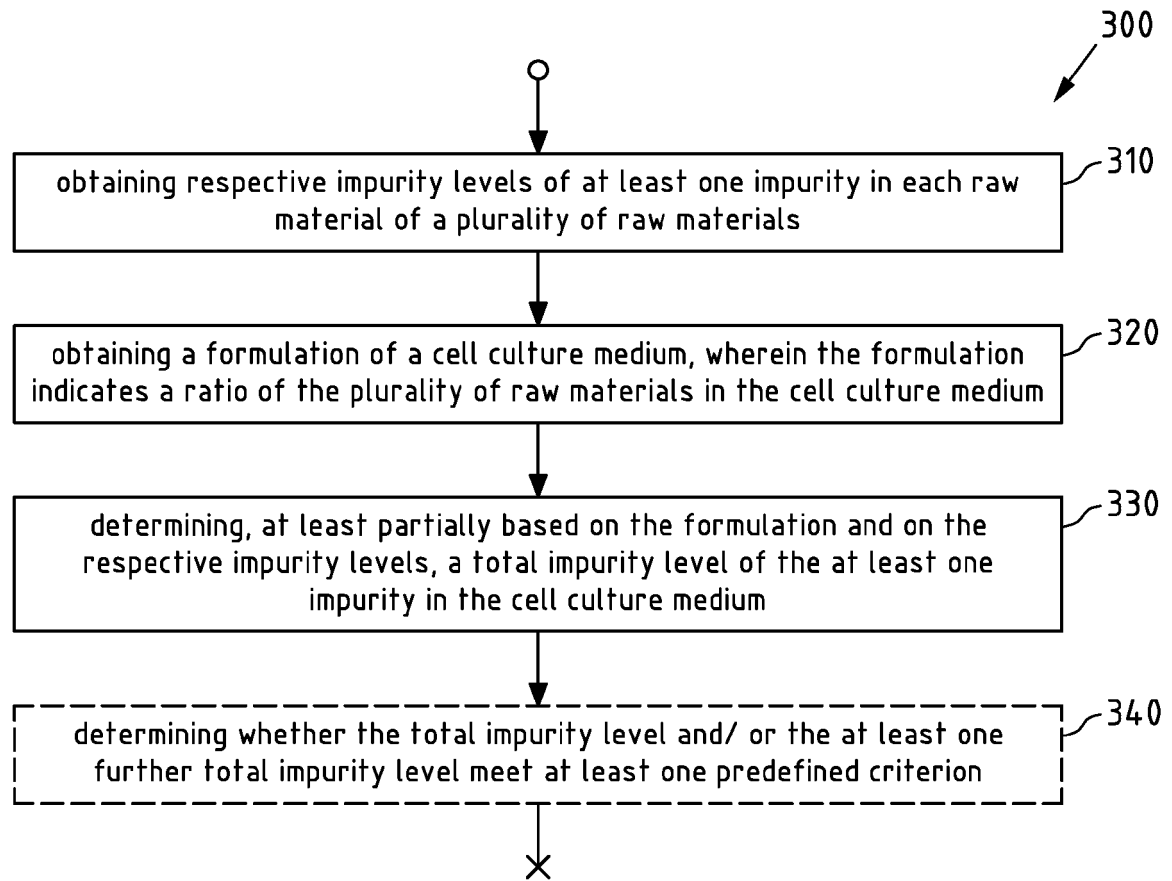 300
310
obtaining respective impurity levels of at least one impurity in each raw
material of a plurality of raw materials
320
obtaining a formulation of a cell culture medium, wherein the formulation
indicates a ratio of the plurality of raw materials in the cell culture medium
330
determining, at least partially based on the formulation and on the
respective impurity levels, a total impurity level of the at least one
impurity in the cell culture medium
340
determining whether the total impurity level and/ or the at least one
further total impurity level meet at least one predefined criterion